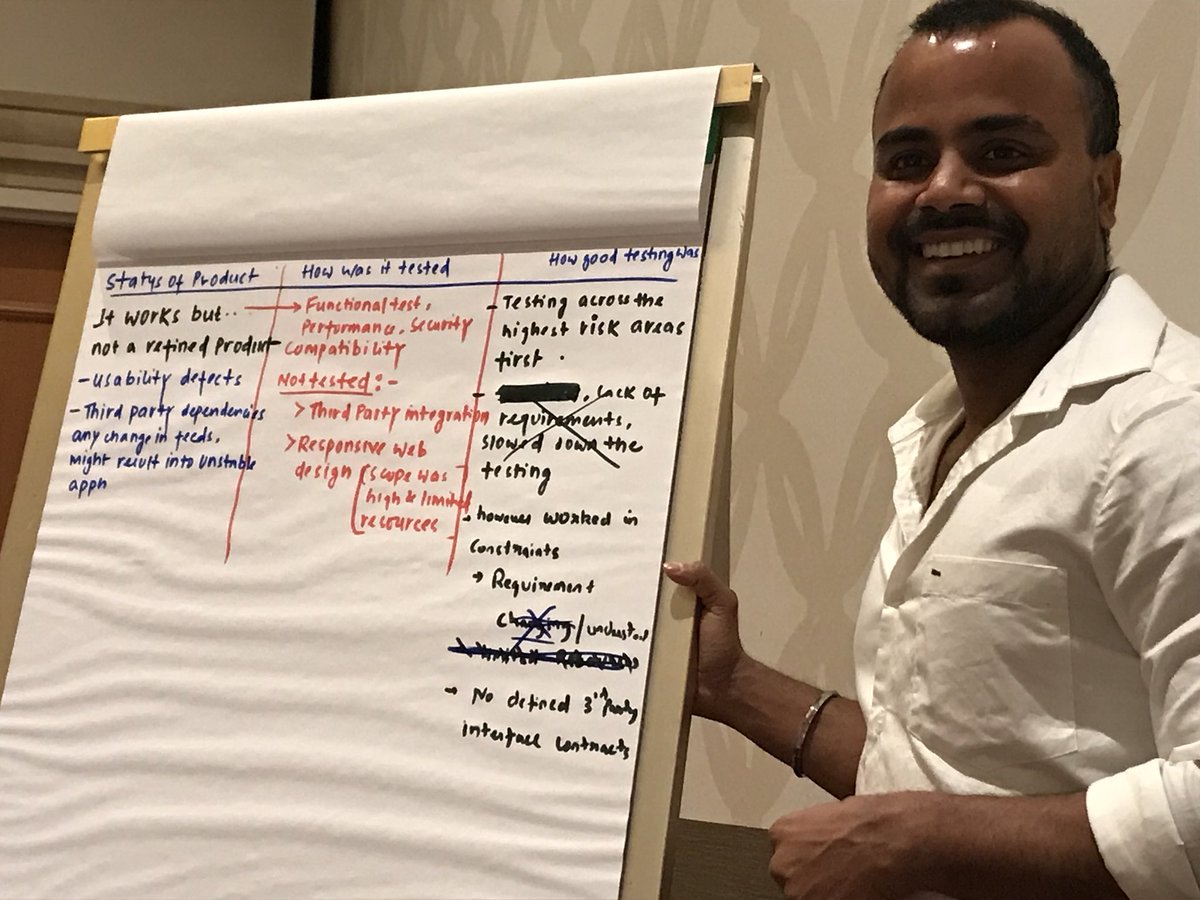 Status of Product
It works but..
not a refined Product
- Usability defects
- Third party dependencies
any change in feeds,
might result into unstable
appn
How was it tested
→ Functional test,
Performance, Security
Compatibility
Not tested:-
> Third Party integration
> Responsive web
design (scope was
high & limited
resources
How good testing was
- Testing across the
highest risk areas
first.
- , lack of
requirements,
slowed down the
testing
- however worked in
constraints
→ Requirement
Changing /
→ No defined 3rd Party
interface contracts